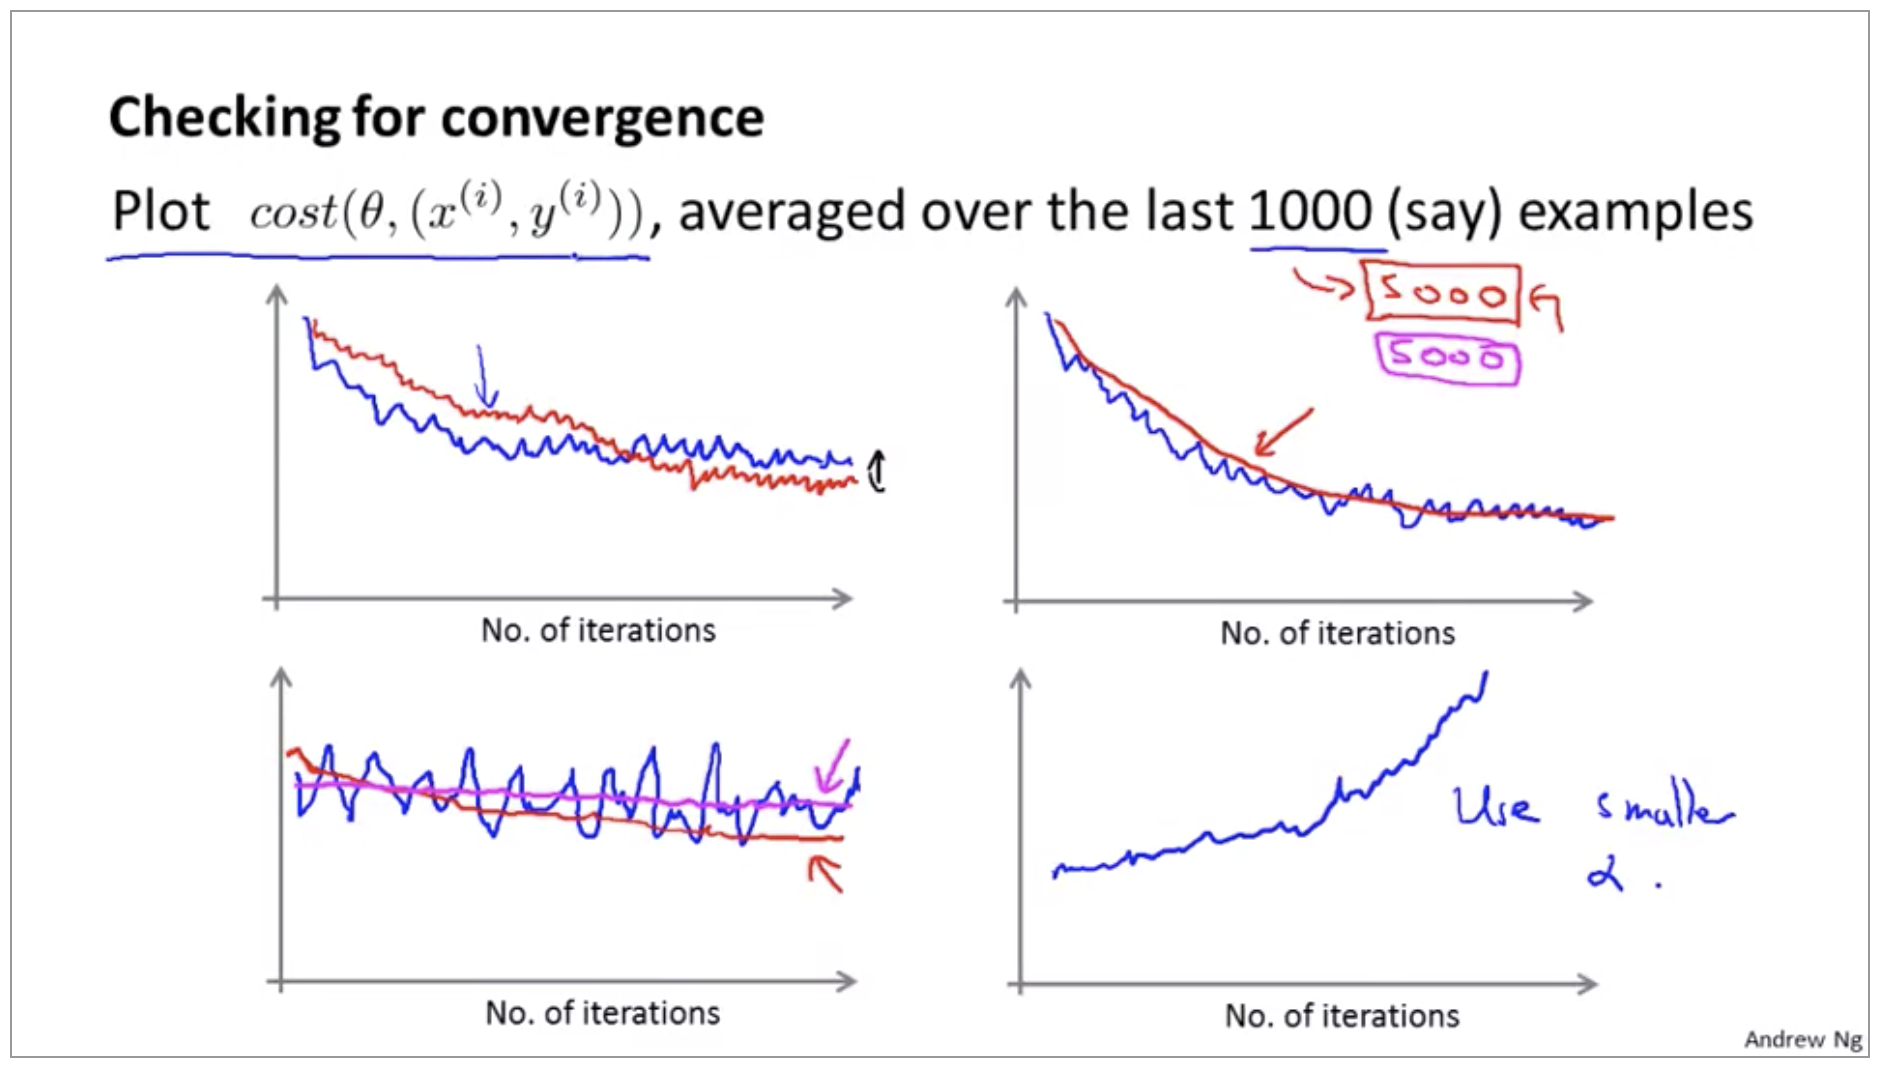 Checking for convergence
Plot cost(θ, (x^(i), y^(i))), averaged over the last 1000 (say) examples
5000
5000
No. of iterations
No. of iterations
Use smaller
α.
No. of iterations
No. of iterations
Andrew Ng